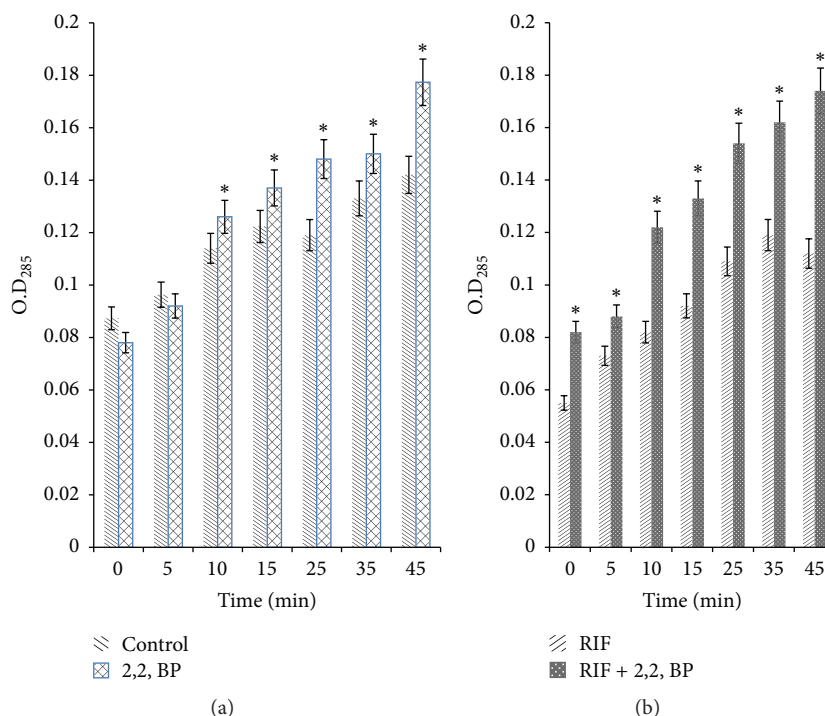 0.2
0.18
0.16
0.14
0.12
0.1
0.08
0.06
0.04
0.02
0
O.D285
* * * * *
0 5 10 15 25 35 45
Time (min)
Control
2,2, BP
(a)
0.2
0.18
0.16
0.14
0.12
0.1
0.08
0.06
0.04
0.02
0
O.D285
* * * * * * *
0 5 10 15 25 35 45
Time (min)
RIF
RIF + 2,2, BP
(b)